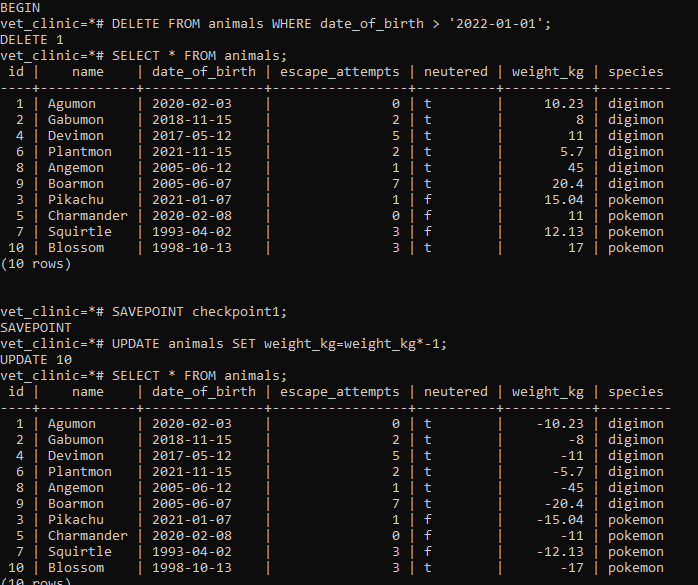 BEGIN
vet_clinic=*# DELETE FROM animals WHERE date_of_birth > '2022-01-01';
DELETE 1
vet_clinic=*# SELECT * FROM animals;
 id |    name    | date_of_birth | escape_attempts | neutered | weight_kg | species
----+------------+---------------+-----------------+----------+-----------+---------
  1 | Agumon     | 2020-02-03    |               0 | t        |     10.23 | digimon
  2 | Gabumon    | 2018-11-15    |               2 | t        |         8 | digimon
  4 | Devimon    | 2017-05-12    |               5 | t        |        11 | digimon
  6 | Plantmon   | 2021-11-15    |               2 | t        |       5.7 | digimon
  8 | Angemon    | 2005-06-12    |               1 | t        |        45 | digimon
  9 | Boarmon    | 2005-06-07    |               7 | t        |      20.4 | digimon
  3 | Pikachu    | 2021-01-07    |               1 | f        |     15.04 | pokemon
  5 | Charmander | 2020-02-08    |               0 | f        |        11 | pokemon
  7 | Squirtle   | 1993-04-02    |               3 | f        |     12.13 | pokemon
 10 | Blossom    | 1998-10-13    |               3 | t        |        17 | pokemon
(10 rows)
vet_clinic=*# SAVEPOINT checkpoint1;
SAVEPOINT
vet_clinic=*# UPDATE animals SET weight_kg=weight_kg*-1;
UPDATE 10
vet_clinic=*# SELECT * FROM animals;
 id |    name    | date_of_birth | escape_attempts | neutered | weight_kg | species
----+------------+---------------+-----------------+----------+-----------+---------
  1 | Agumon     | 2020-02-03    |               0 | t        |    -10.23 | digimon
  2 | Gabumon    | 2018-11-15    |               2 | t        |        -8 | digimon
  4 | Devimon    | 2017-05-12    |               5 | t        |       -11 | digimon
  6 | Plantmon   | 2021-11-15    |               2 | t        |      -5.7 | digimon
  8 | Angemon    | 2005-06-12    |               1 | t        |       -45 | digimon
  9 | Boarmon    | 2005-06-07    |               7 | t        |     -20.4 | digimon
  3 | Pikachu    | 2021-01-07    |               1 | f        |    -15.04 | pokemon
  5 | Charmander | 2020-02-08    |               0 | f        |       -11 | pokemon
  7 | Squirtle   | 1993-04-02    |               3 | f        |    -12.13 | pokemon
 10 | Blossom    | 1998-10-13    |               3 | t        |       -17 | pokemon
(10 rows)